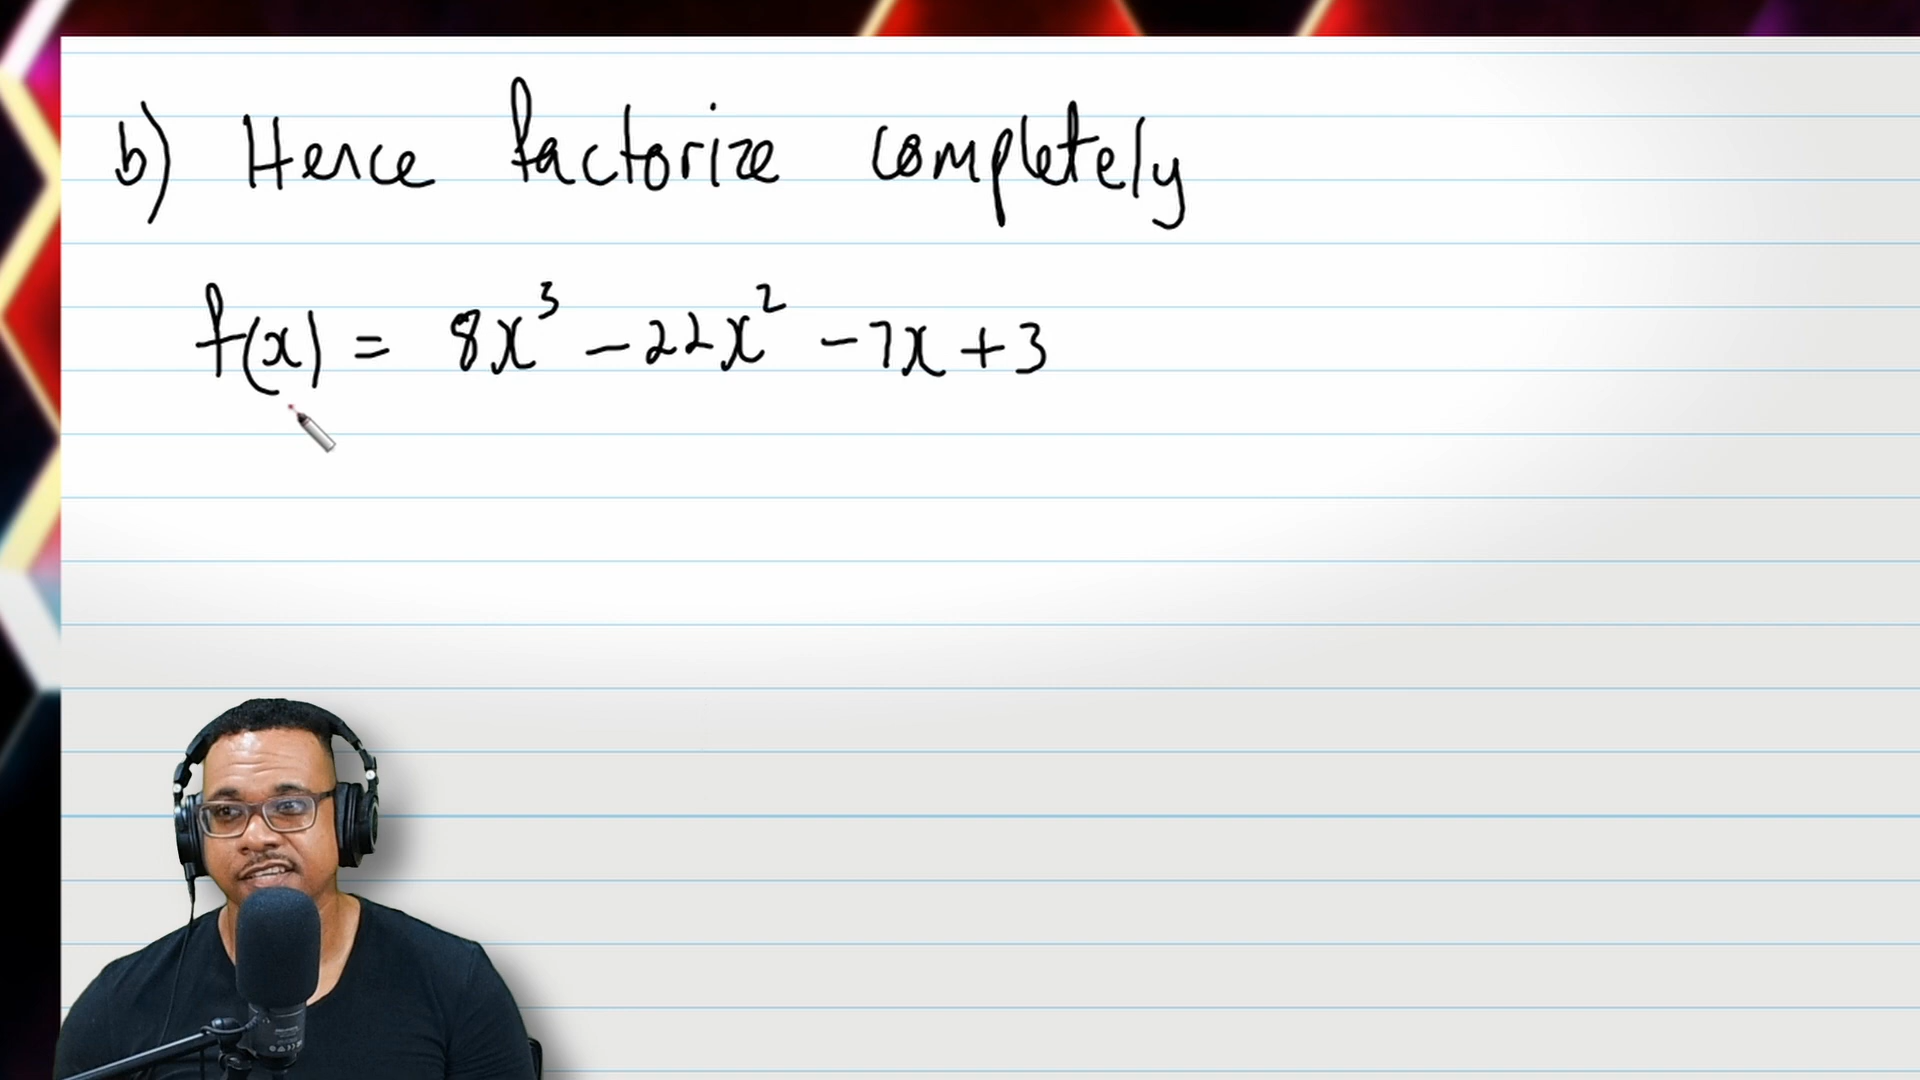 b) Hence factorize completely
f(x) = 8x³ - 22x² - 7x + 3